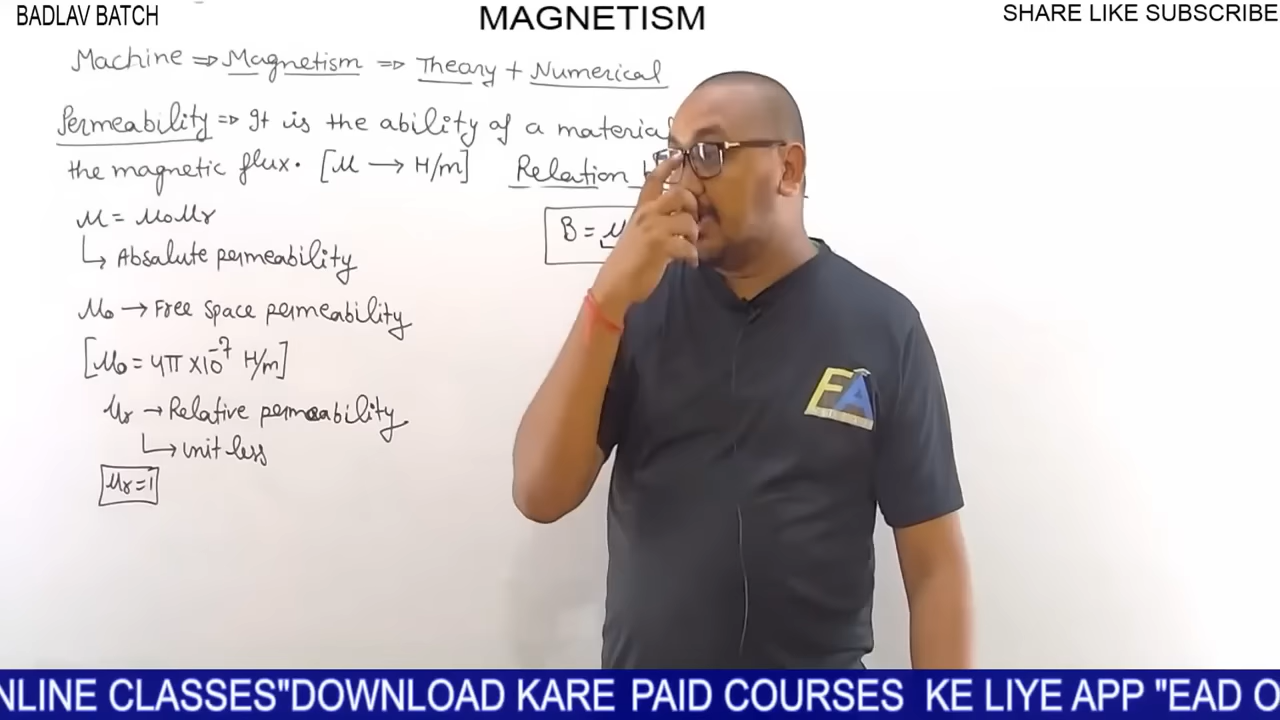 BADLAV BATCH
MAGNETISM
SHARE LIKE SUBSCRIBE
Machine ⇒ Magnetism ⇒ Theory + Numerical
Permeability ⇒ It is the ability of a material
the magnetic flux. [μ → H/m]
Relation
μ = μ₀μr
B = μ
↳ Absolute permeability
μ₀ → Free space permeability
[μ₀ = 4π × 10⁻⁷ H/m]
μr → Relative permeability
↳ unit less
μr = 1
EA
NLINE CLASSES"DOWNLOAD KARE PAID COURSES KE LIYE APP "EAD O